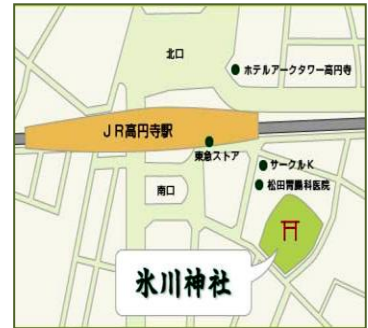 北口
ホテルアークタワー高円寺
JR高円寺駅
東急ストア
サークルK
南口
松田胃腸科医院
氷川神社